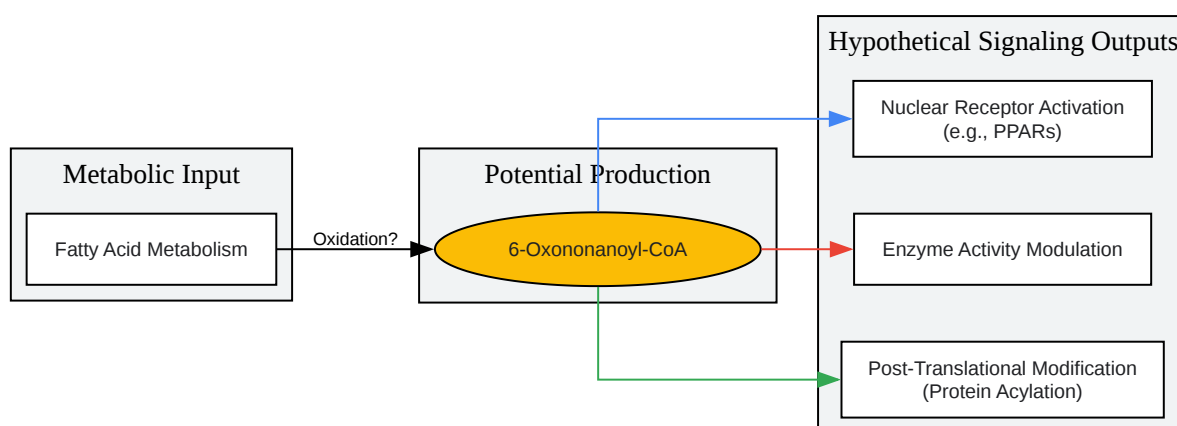 Metabolic Input
Fatty Acid Metabolism
Oxidation?
Potential Production
6-Oxononanoyl-CoA
Hypothetical Signaling Outputs
Nuclear Receptor Activation
(e.g., PPARs)
Enzyme Activity Modulation
Post-Translational Modification
(Protein Acylation)